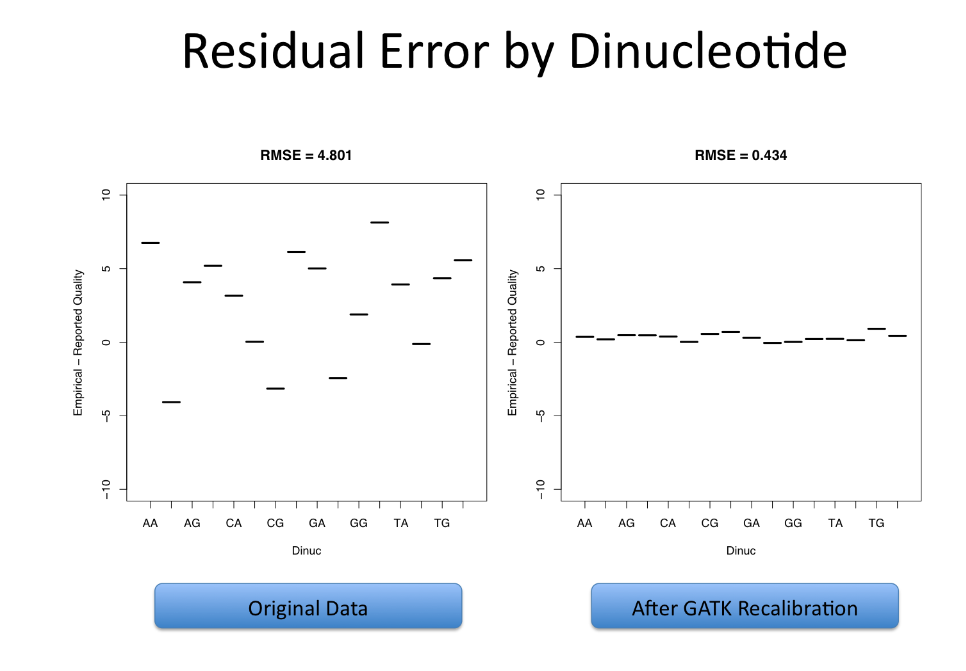 Residual Error by Dinucleotide
RMSE = 4.801
Empirical − Reported Quality
10
5
0
−5
−10
AA AG CA CG GA GG TA TG
Dinuc
Original Data
RMSE = 0.434
Empirical − Reported Quality
10
5
0
−5
−10
AA AG CA CG GA GG TA TG
Dinuc
After GATK Recalibration